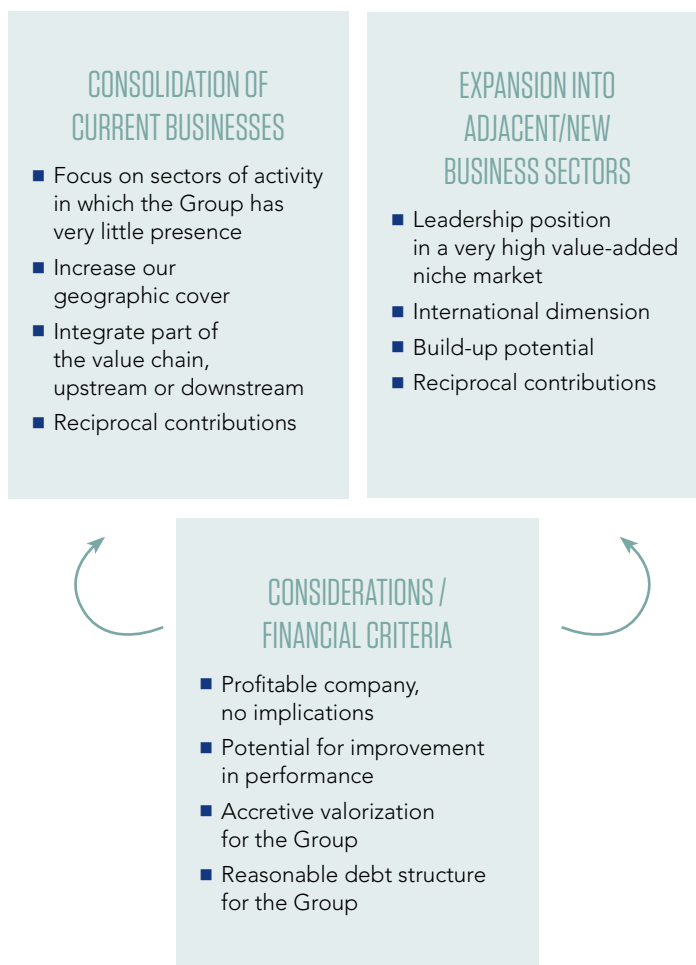 CONSOLIDATION OF
CURRENT BUSINESSES
■ Focus on sectors of activity
in which the Group has
very little presence
■ Increase our
geographic cover
■ Integrate part of
the value chain,
upstream or downstream
■ Reciprocal contributions
EXPANSION INTO
ADJACENT/NEW
BUSINESS SECTORS
■ Leadership position
in a very high value-added
niche market
■ International dimension
■ Build-up potential
■ Reciprocal contributions
CONSIDERATIONS /
FINANCIAL CRITERIA
■ Profitable company,
no implications
■ Potential for improvement
in performance
■ Accretive valorization
for the Group
■ Reasonable debt structure
for the Group